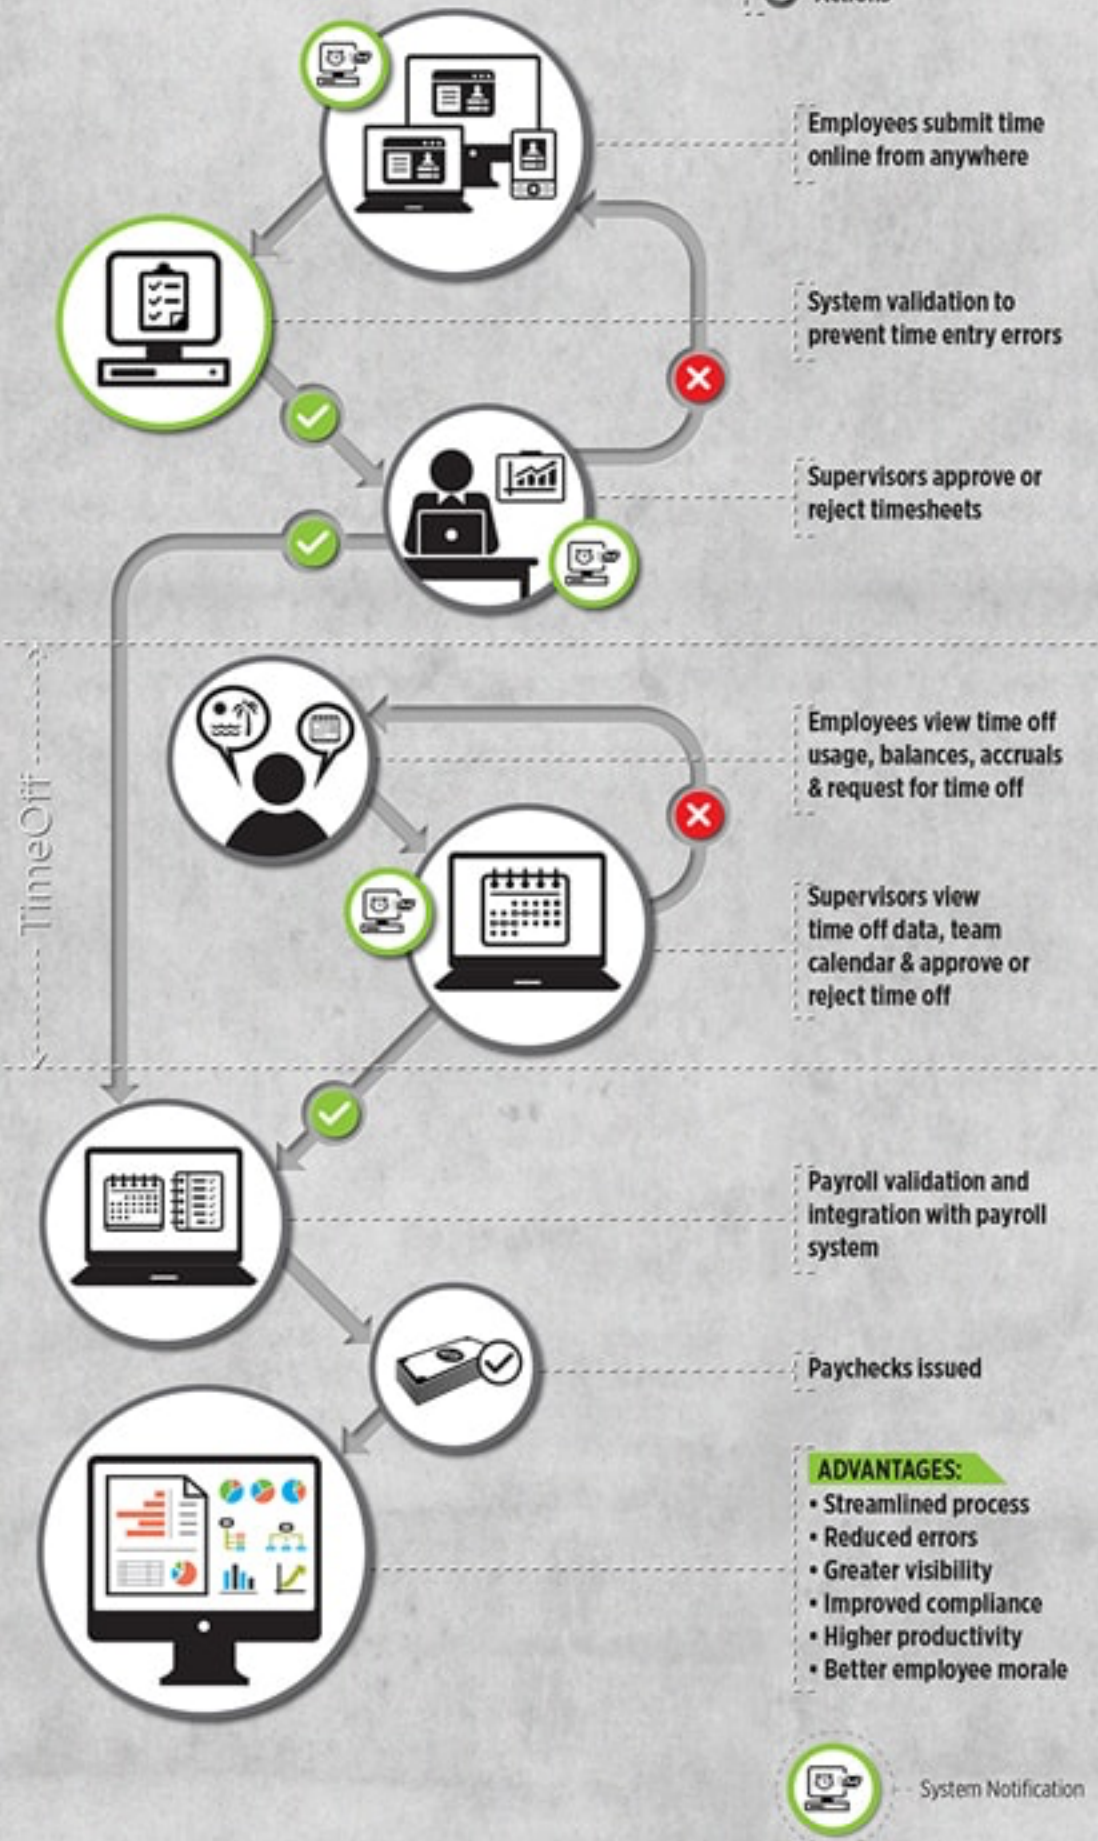 Actions
Employees submit time
online from anywhere
System validation to
prevent time entry errors
Supervisors approve or
reject timesheets
TimeOff
Employees view time off
usage, balances, accruals
& request for time off
Supervisors view
time off data, team
calendar & approve or
reject time off
Payroll validation and
integration with payroll
system
Paychecks issued
ADVANTAGES:
• Streamlined process
• Reduced errors
• Greater visibility
• Improved compliance
• Higher productivity
• Better employee morale
System Notification